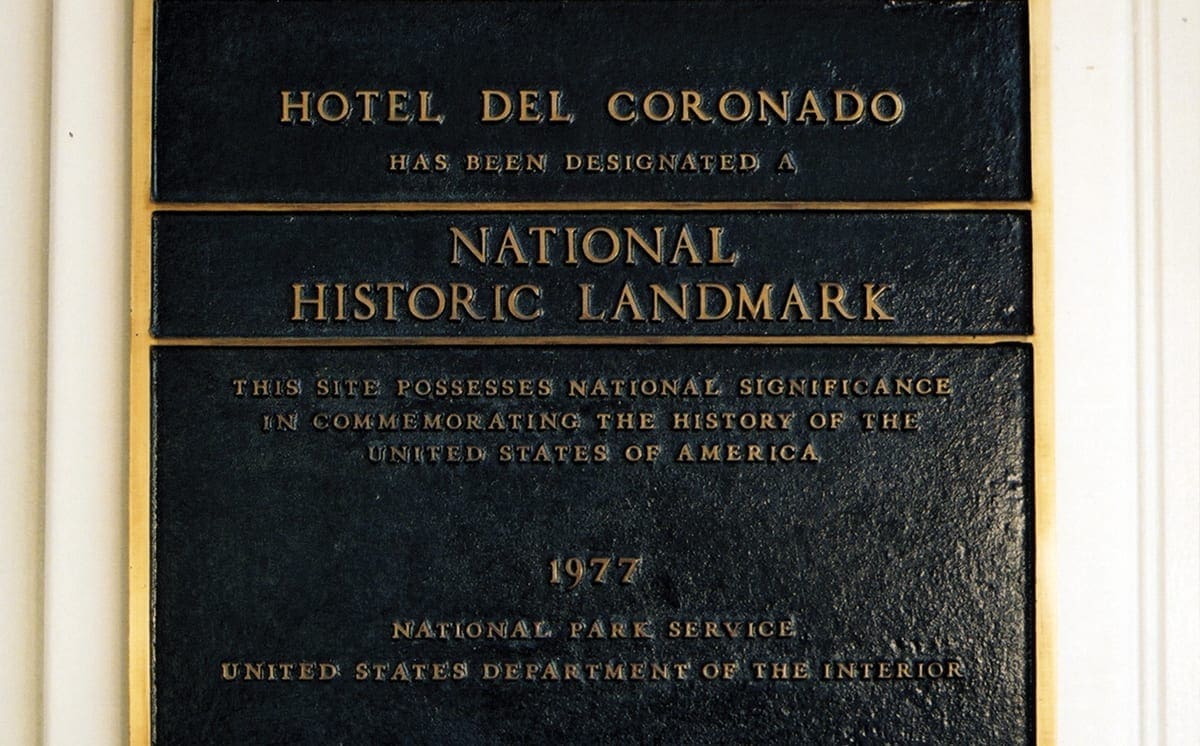 HOTEL DEL CORONADO
HAS BEEN DESIGNATED A
NATIONAL
HISTORIC LANDMARK
THIS SITE POSSESSES NATIONAL SIGNIFICANCE
IN COMMEMORATING THE HISTORY OF THE
UNITED STATES OF AMERICA
1977
NATIONAL PARK SERVICE
UNITED STATES DEPARTMENT OF THE INTERIOR